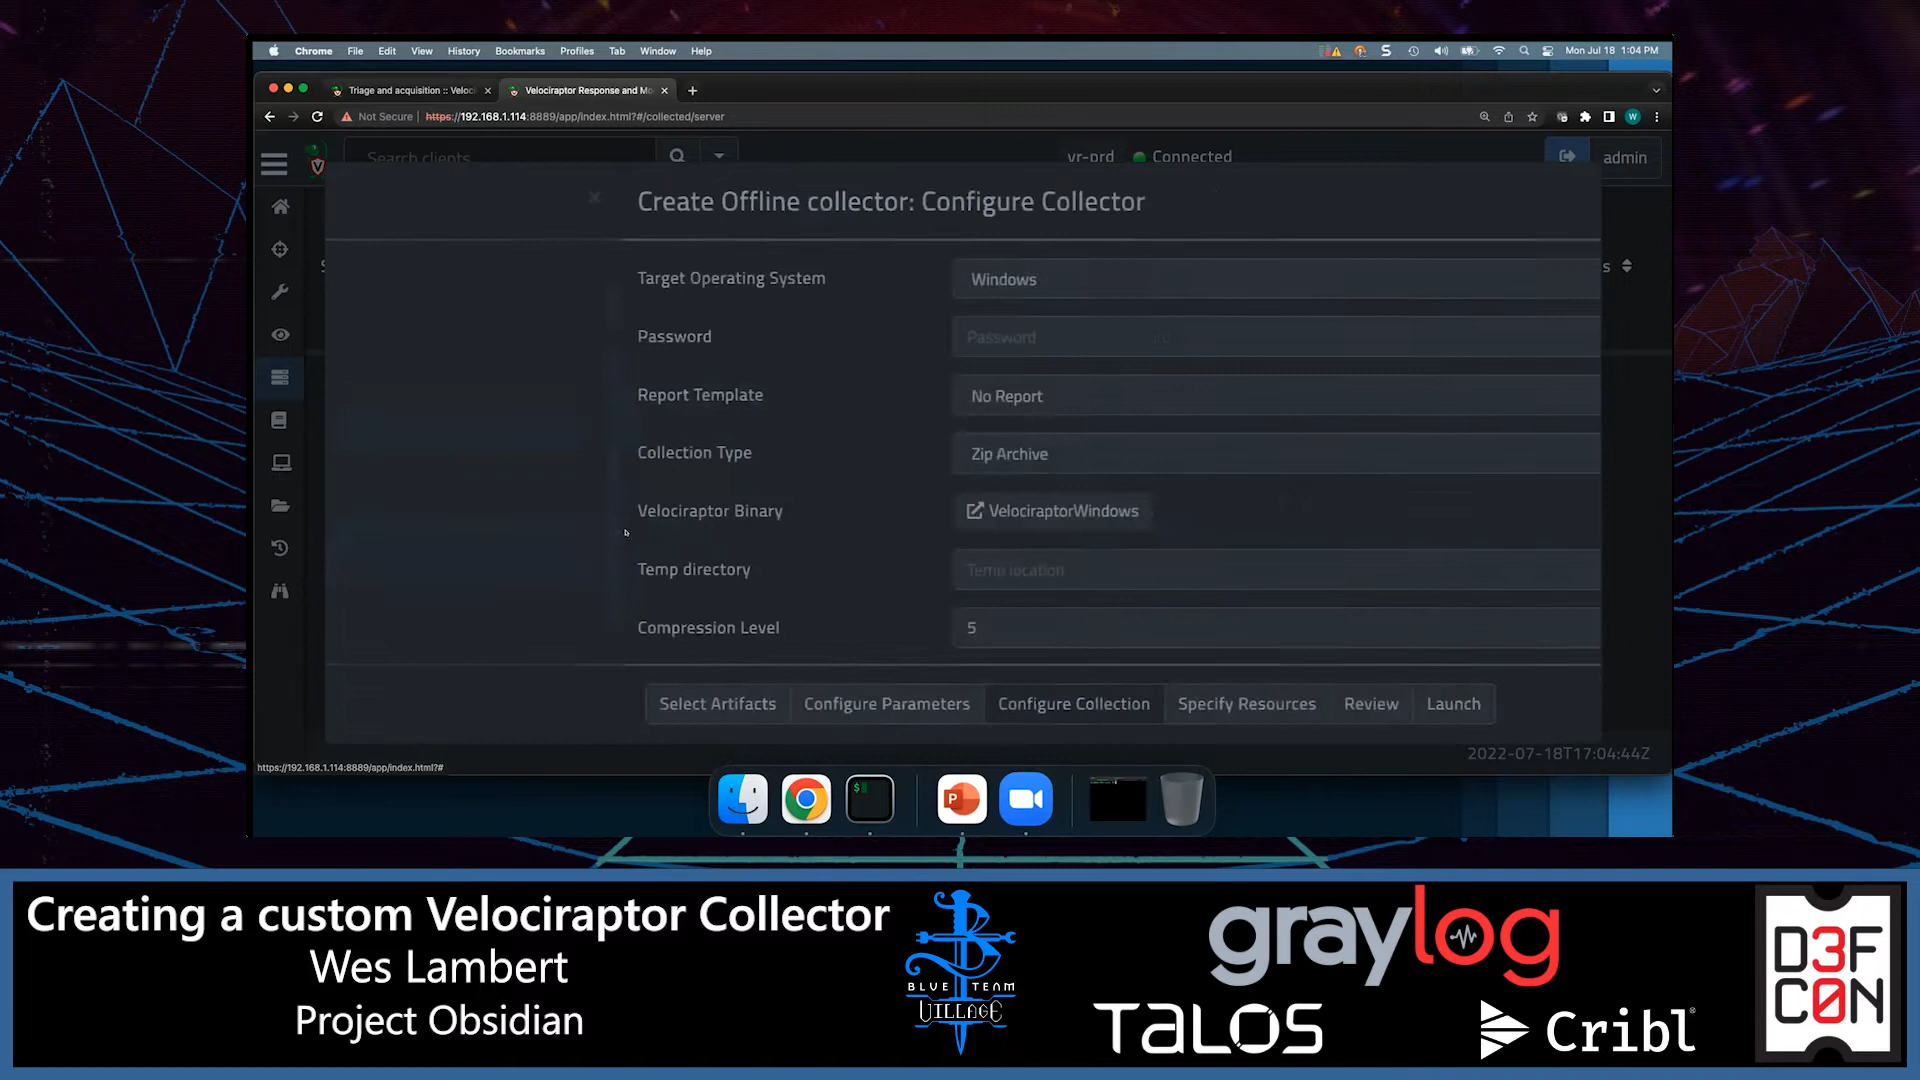 Chrome File Edit View History Bookmarks Profiles Tab Window Help
S
Mon Jul 18 1:04 PM
Triage and acquisition :: Veloci
Velociraptor Response and Mo
Not Secure https://192.168.1.114:8889/app/index.html?#/collected/server
W
Search clients
vr-prd Connected
admin
Create Offline collector: Configure Collector
s
Target Operating System Windows
Password Password
Report Template No Report
Collection Type Zip Archive
Velociraptor Binary VelociraptorWindows
Temp directory Temp location
Compression Level 5
Select Artifacts Configure Parameters Configure Collection Specify Resources Review Launch
2022-07-18T17:04:44Z
https://192.168.1.114:8889/app/index.html?#
$
P
Creating a custom Velociraptor Collector
Wes Lambert
Project Obsidian
BLUE TEAM
VILLAGE
graylog
TALOS
Cribl
D3F
C0N